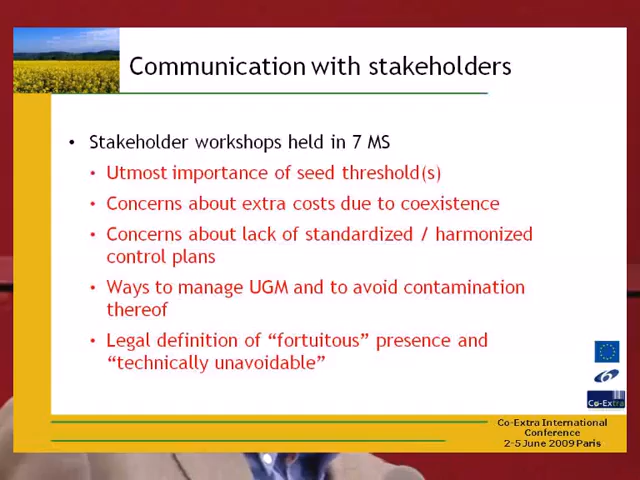 Communication with stakeholders
• Stakeholder workshops held in 7 MS
• Utmost importance of seed threshold(s)
• Concerns about extra costs due to coexistence
• Concerns about lack of standardized / harmonized
control plans
• Ways to manage UGM and to avoid contamination
thereof
• Legal definition of “fortuitous” presence and
“technically unavoidable”
Co-Extra
Co-Extra International
Conference
2-5 June 2009 Paris